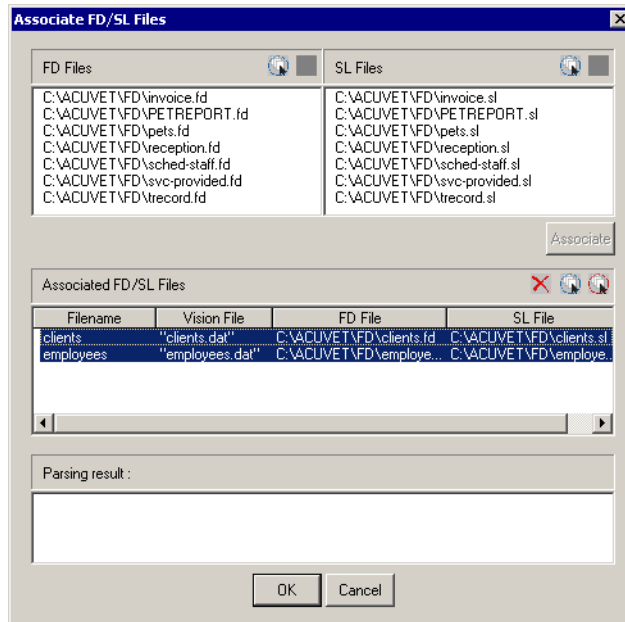 Associate FD/SL Files
FD Files
SL Files
C:\ACUVET\FD\invoice.fd
C:\ACUVET\FD\PETREPORT.fd
C:\ACUVET\FD\pets.fd
C:\ACUVET\FD\reception.fd
C:\ACUVET\FD\sched-staff.fd
C:\ACUVET\FD\svc-provided.fd
C:\ACUVET\FD\trecord.fd
C:\ACUVET\FD\invoice.sl
C:\ACUVET\FD\PETREPORT.sl
C:\ACUVET\FD\pets.sl
C:\ACUVET\FD\reception.sl
C:\ACUVET\FD\sched-staff.sl
C:\ACUVET\FD\svc-provided.sl
C:\ACUVET\FD\trecord.sl
Associate
Associated FD/SL Files
Filename Vision File FD File SL File
clients "clients.dat" C:\ACUVET\FD\clients.fd C:\ACUVET\FD\clients.sl
employees "employees.dat" C:\ACUVET\FD\employe... C:\ACUVET\FD\employe...
Parsing result :
OK Cancel